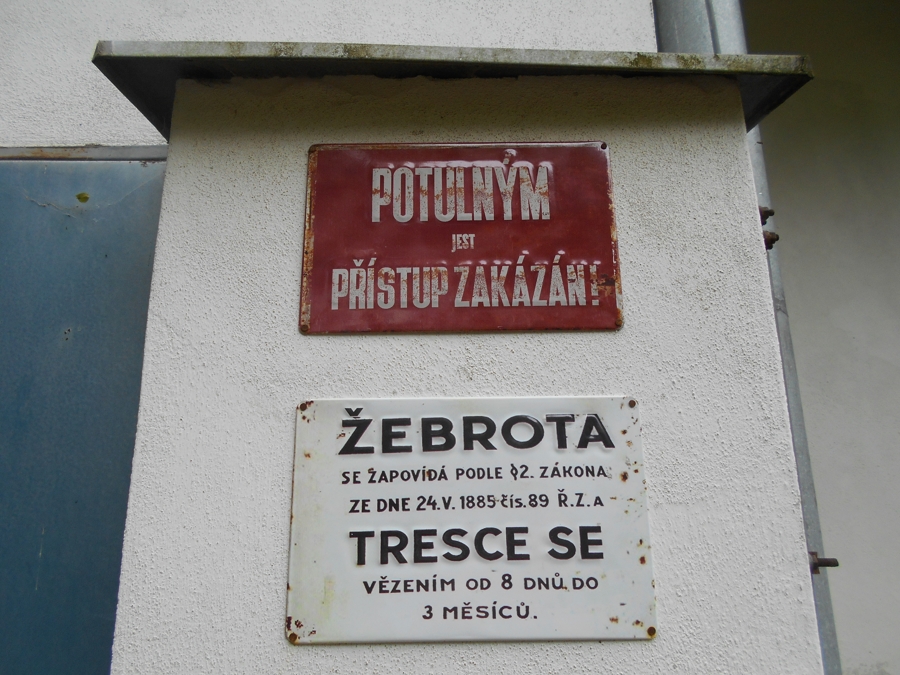 POTULNÝM
JEST
PŘÍSTUP ZAKÁZÁN!
ŽEBROTA
SE ZAPOVÍDÁ PODLE §2. ZÁKONA
ZE DNE 24.V. 1885 čís. 89 Ř.Z. A
TRESCE SE
VĚZENÍM OD 8 DNŮ DO
3 MĚSÍCŮ.